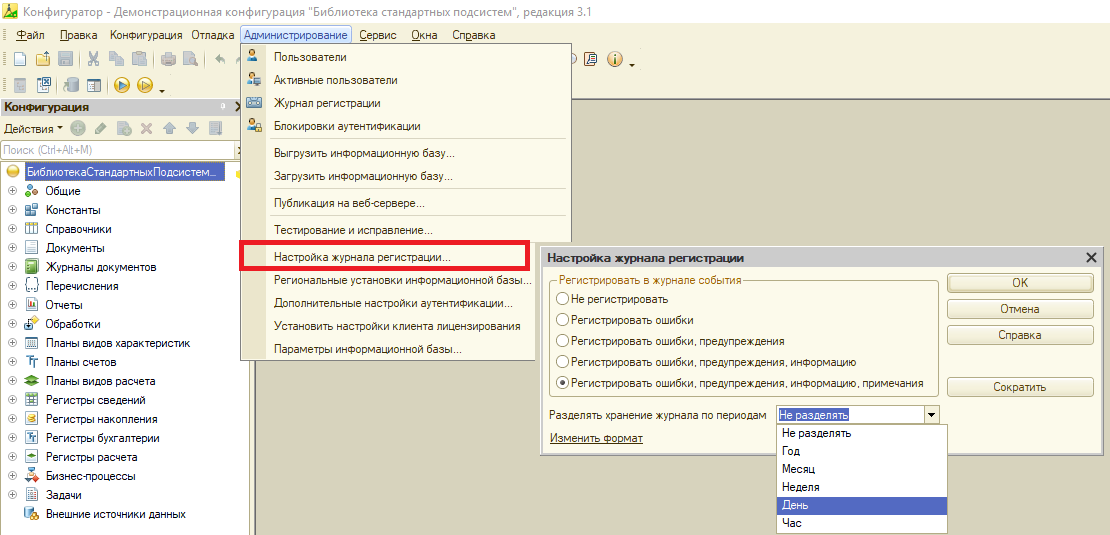 Конфигуратор - Демонстрационная конфигурация "Библиотека стандартных подсистем", редакция 3.1
Файл Правка Конфигурация Отладка Администрирование Сервис Окна Справка
Пользователи
Активные пользователи
Журнал регистрации
Блокировки аутентификации
Выгрузить информационную базу...
Загрузить информационную базу...
Публикация на веб-сервере...
Тестирование и исправление...
Настройка журнала регистрации...
Региональные установки информационной базы...
Дополнительные настройки аутентификации...
Установить настройки клиента лицензирования
Параметры информационной базы...
Конфигурация
Действия
Поиск (Ctrl+Alt+M)
БиблиотекаСтандартныхПодсистем...
Общие
Константы
Справочники
Документы
Журналы документов
Перечисления
Отчеты
Обработки
Планы видов характеристик
Планы счетов
Планы видов расчета
Регистры сведений
Регистры накопления
Регистры бухгалтерии
Регистры расчета
Бизнес-процессы
Задачи
Внешние источники данных
Настройка журнала регистрации
Регистрировать в журнале события
Не регистрировать
Регистрировать ошибки
Регистрировать ошибки, предупреждения
Регистрировать ошибки, предупреждения, информацию
Регистрировать ошибки, предупреждения, информацию, примечания
OK
Отмена
Справка
Сократить
Разделять хранение журнала по периодам Не разделять
Изменить формат
Не разделять
Год
Месяц
Неделя
День
Час